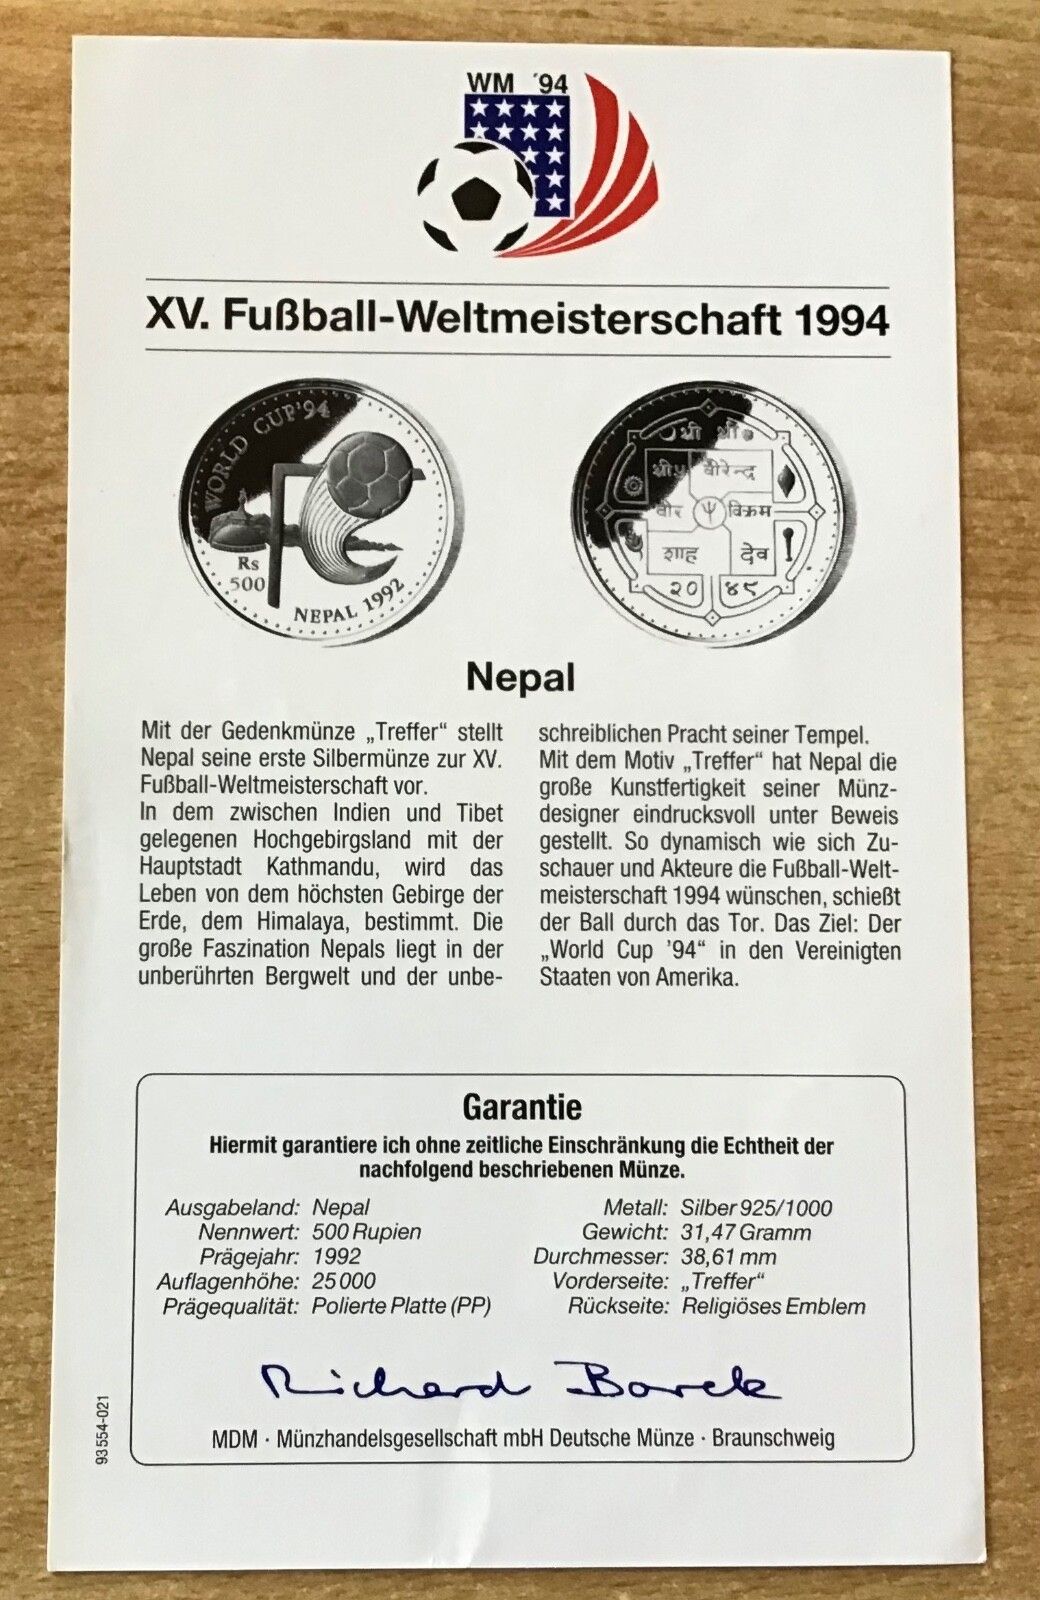 WM '94
XV. Fußball-Weltmeisterschaft 1994
WORLD CUP'94
Rs
500
NEPAL 1992
श्री श्री
श्री ५ वीरेन्द्र
वीर विक्रम
शाह देव
२० ४९
Nepal
Mit der Gedenkmünze „Treffer“ stellt
Nepal seine erste Silbermünze zur XV.
Fußball-Weltmeisterschaft vor.
In dem zwischen Indien und Tibet
gelegenen Hochgebirgsland mit der
Hauptstadt Kathmandu, wird das
Leben von dem höchsten Gebirge der
Erde, dem Himalaya, bestimmt. Die
große Faszination Nepals liegt in der
unberührten Bergwelt und der unbe-
schreiblichen Pracht seiner Tempel.
Mit dem Motiv „Treffer“ hat Nepal die
große Kunstfertigkeit seiner Münz-
designer eindrucksvoll unter Beweis
gestellt. So dynamisch wie sich Zu-
schauer und Akteure die Fußball-Welt-
meisterschaft 1994 wünschen, schießt
der Ball durch das Tor. Das Ziel: Der
„World Cup ’94“ in den Vereinigten
Staaten von Amerika.
Garantie
Hiermit garantiere ich ohne zeitliche Einschränkung die Echtheit der
nachfolgend beschriebenen Münze.
Ausgabeland: Nepal
Nennwert: 500 Rupien
Prägejahr: 1992
Auflagenhöhe: 25 000
Prägequalität: Polierte Platte (PP)
Metall: Silber 925/1000
Gewicht: 31,47 Gramm
Durchmesser: 38,61 mm
Vorderseite: „Treffer“
Rückseite: Religiöses Emblem
Richard Borek
MDM · Münzhandelsgesellschaft mbH Deutsche Münze · Braunschweig
93 554-021